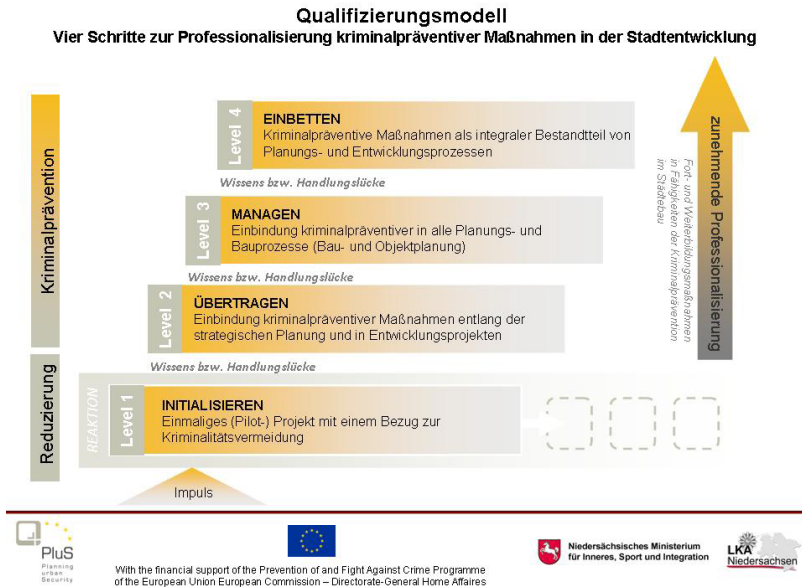 Qualifizierungsmodell
Vier Schritte zur Professionalisierung kriminalpräventiver Maßnahmen in der Stadtentwicklung
Kriminalprävention
Reduzierung
Level 4
EINBETTEN
Kriminalpräventive Maßnahmen als integraler Bestandtteil von
Planungs- und Entwicklungsprozessen
Wissens bzw. Handlungslücke
Level 3
MANAGEN
Einbindung kriminalpräventiver in alle Planungs- und
Bauprozesse (Bau- und Objektplanung)
Wissens bzw. Handlungslücke
Level 2
ÜBERTRAGEN
Einbindung kriminalpräventiver Maßnahmen entlang der
strategischen Planung und in Entwicklungsprojekten
Wissens bzw. Handlungslücke
REAKTION
Level 1
INITIALISIEREN
Einmaliges (Pilot-) Projekt mit einem Bezug zur
Kriminalitätsvermeidung
Impuls
zunehmende Professionalisierung
Fort- und Weiterbildungsmaßnahmen
in Fähigkeiten der Kriminalprävention
im Städtebau
PluS
Planning
urban
Security
With the financial support of the Prevention of and Fight Against Crime Programme
of the European Union European Commission – Directorate-General Home Affaires
Niedersächsisches Ministerium
für Inneres, Sport und Integration
LKA
Niedersachsen